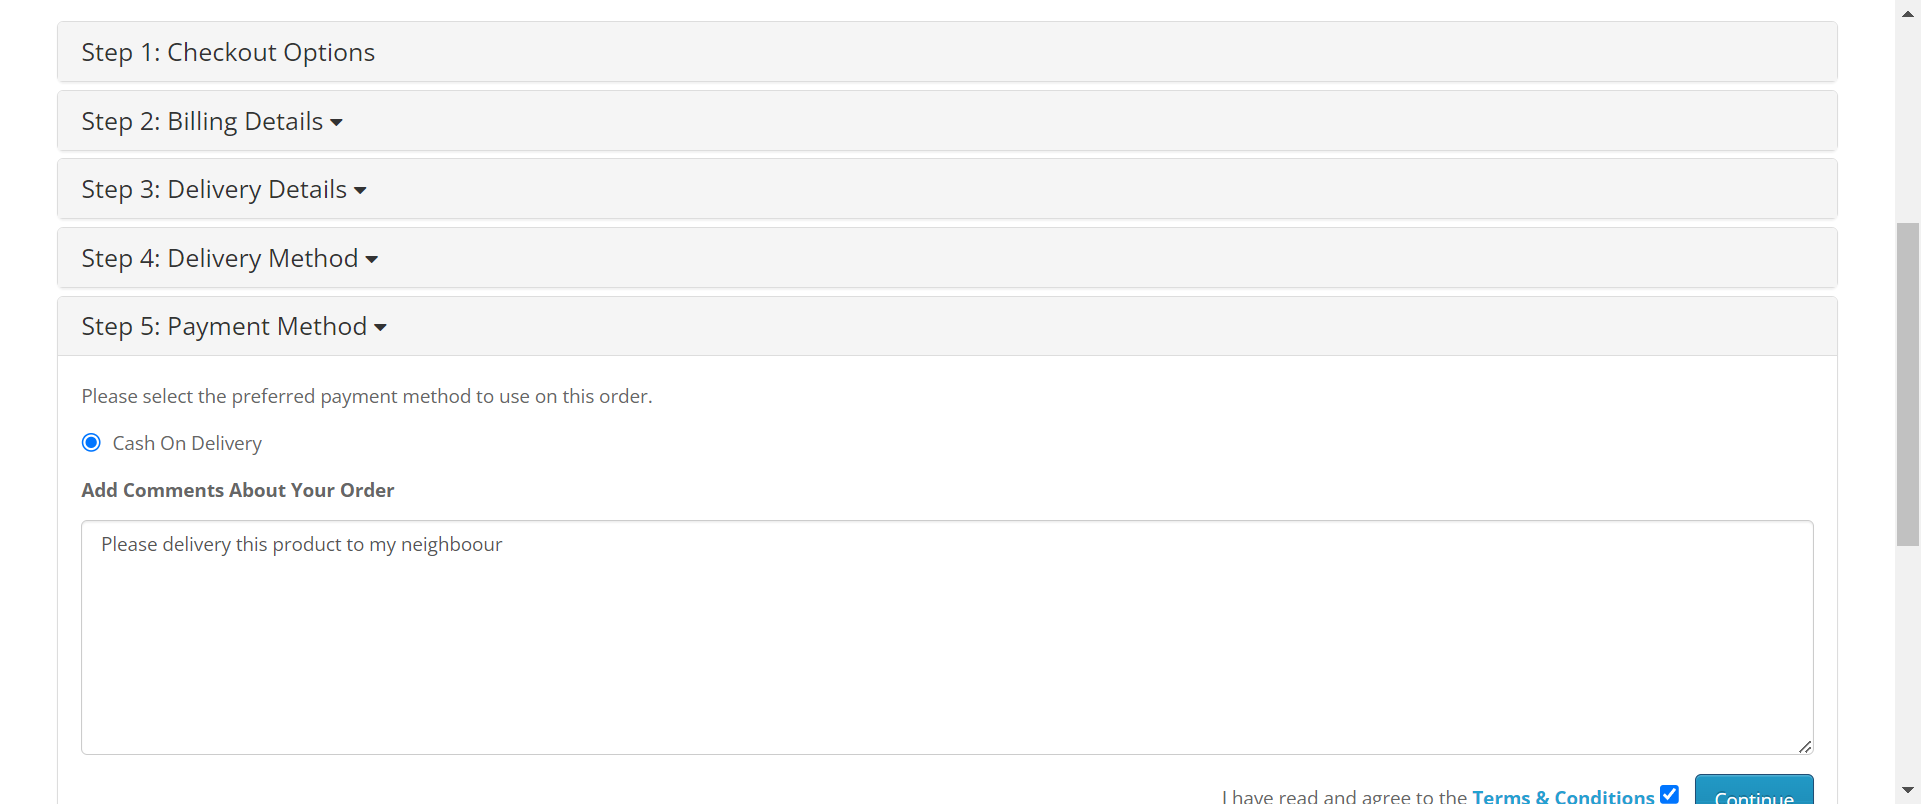 Step 1: Checkout Options
Step 2: Billing Details
Step 3: Delivery Details
Step 4: Delivery Method
Step 5: Payment Method
Please select the preferred payment method to use on this order.
Cash On Delivery
Add Comments About Your Order
Please delivery this product to my neighboour
I have read and agree to the Terms & Conditions Continue